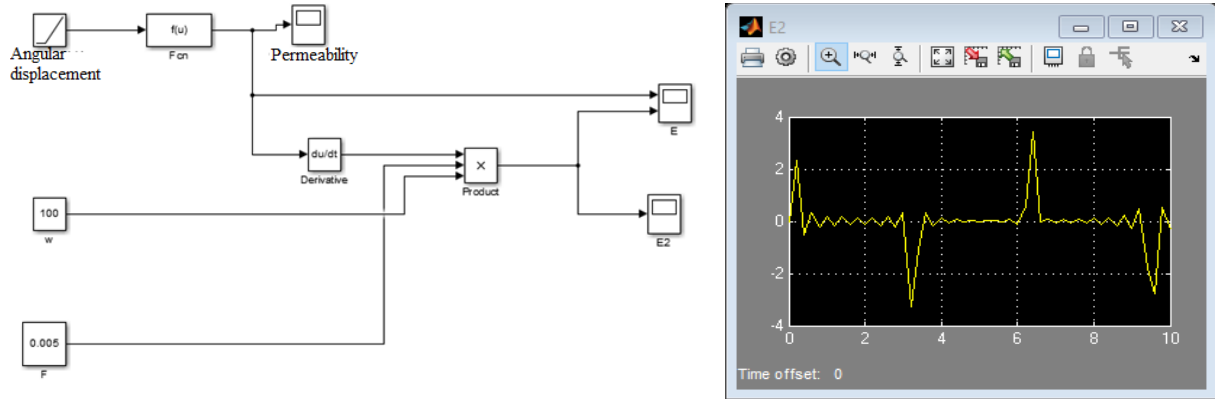 f(u)
Fcn
Angular
displacement
Permeability
E
du/dt
Derivative
×
Product
100
w
E2
0.005
F
E2
4
2
0
-2
-4
0
2
4
6
8
10
Time offset: 0